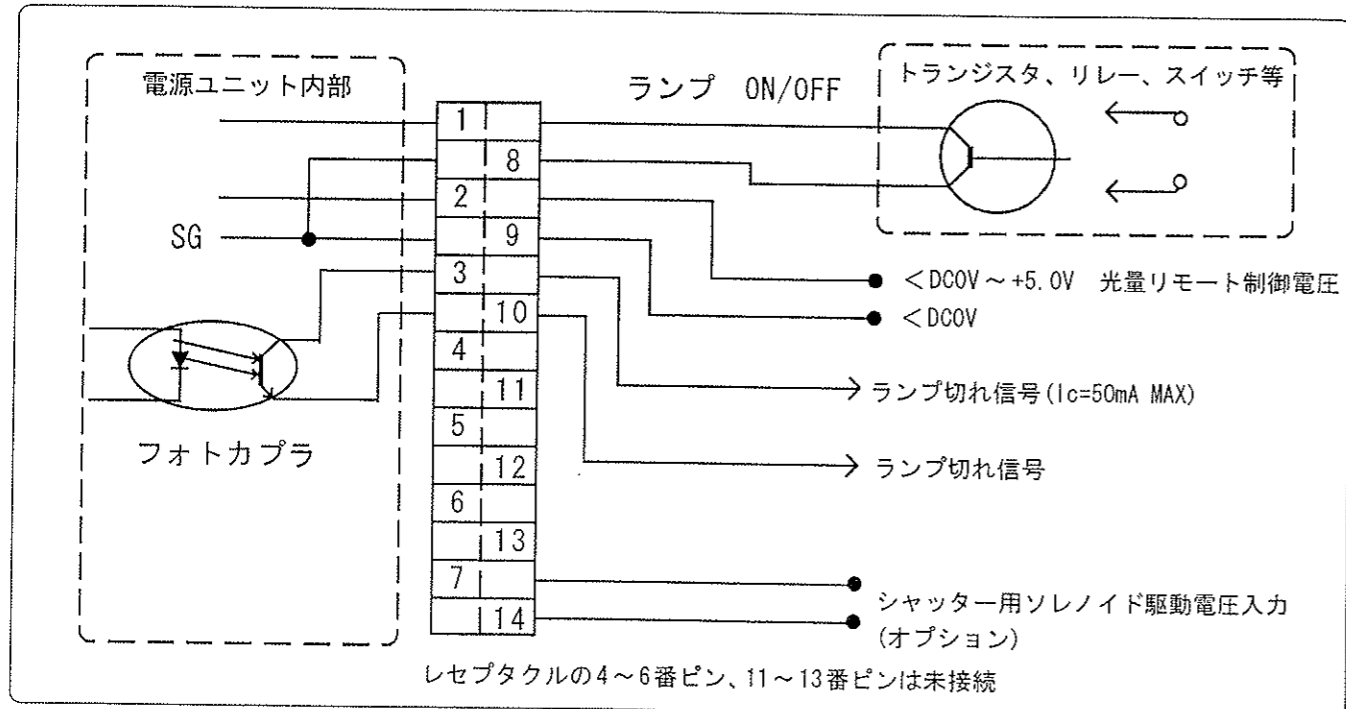 電源ユニット内部
ランプ ON/OFF
トランジスタ、リレー、スイッチ等
1
8
2
SG
9
3
<DC0V～+5.0V 光量リモート制御電圧
10
<DC0V
4
11
ランプ切れ信号(Ic=50mA MAX)
5
フォトカプラ
12
ランプ切れ信号
6
13
7
シャッター用ソレノイド駆動電圧入力
14
(オプション)
レセプタクルの4～6番ピン、11～13番ピンは未接続